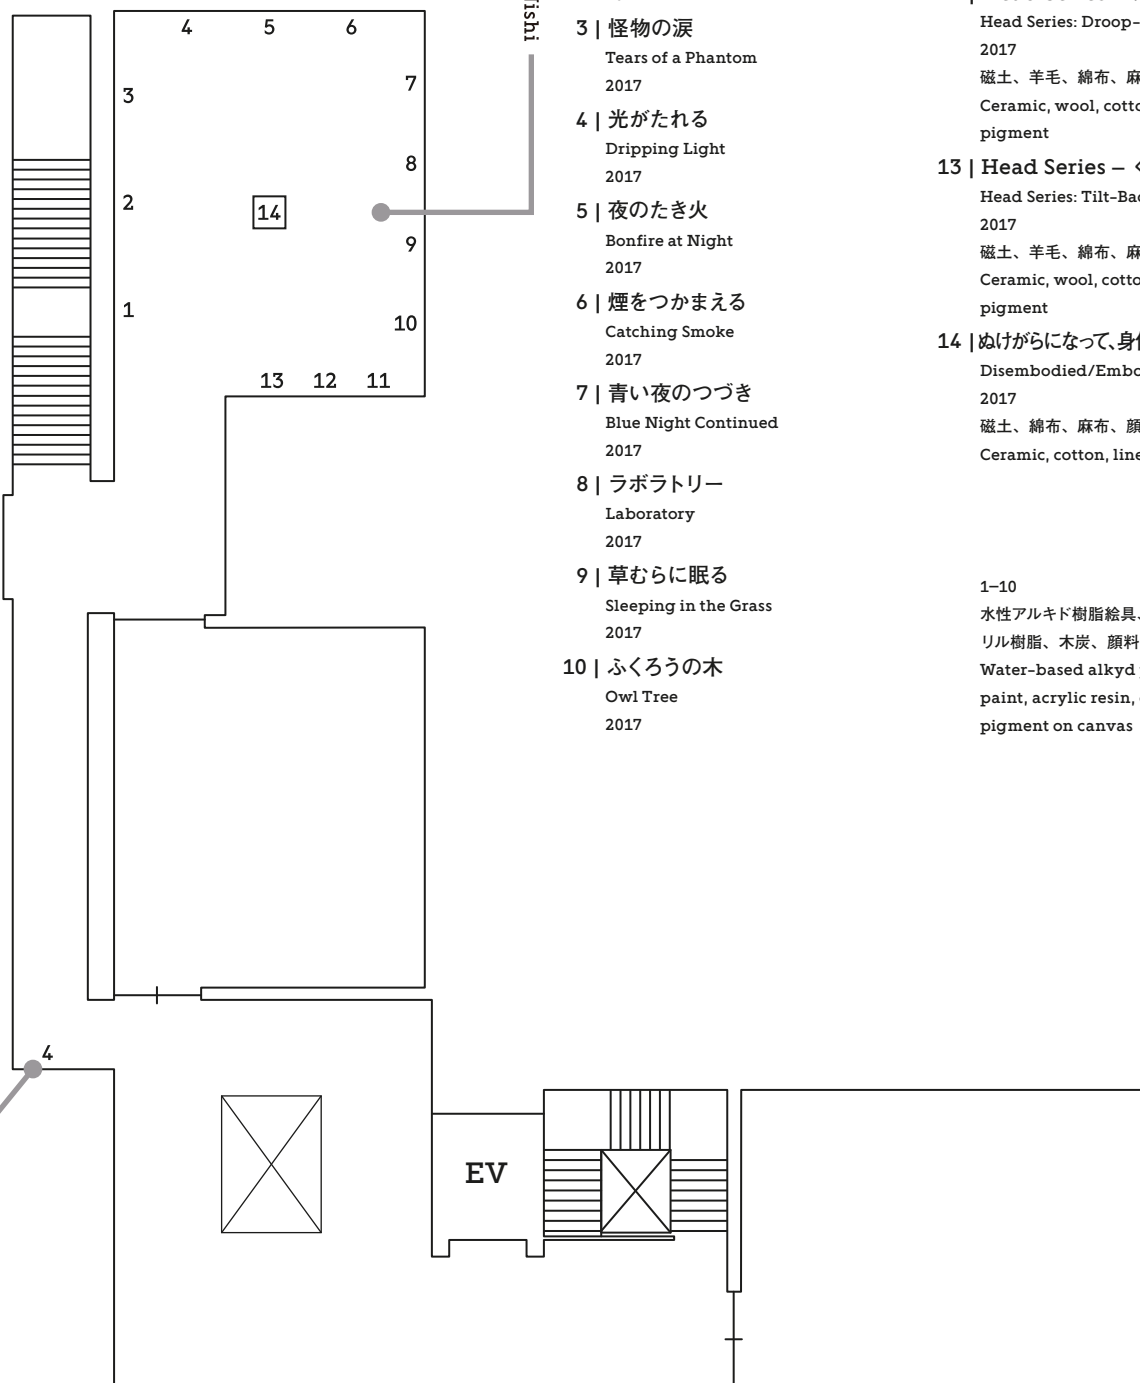 4 5 6
7
3
8
2
14
9
1
10
13 12 11
ishi
3 | 怪物の涙
Tears of a Phantom
2017
4 | 光がたれる
Dripping Light
2017
5 | 夜のたき火
Bonfire at Night
2017
6 | 煙をつかまえる
Catching Smoke
2017
7 | 青い夜のつづき
Blue Night Continued
2017
8 | ラボラトリー
Laboratory
2017
9 | 草むらに眠る
Sleeping in the Grass
2017
10 | ふくろうの木
Owl Tree
2017
Head Series: Droop-
2017
磁土、羊毛、綿布、麻
Ceramic, wool, cotto
pigment
13 | Head Series – く
Head Series: Tilt-Bac
2017
磁土、羊毛、綿布、麻
Ceramic, wool, cotto
pigment
14 | ぬけがらになって、身体
Disembodied/Embo
2017
磁土、綿布、麻布、顔
Ceramic, cotton, line
1–10
水性アルキド樹脂絵具、
リル樹脂、木炭、顔料
Water-based alkyd
paint, acrylic resin,
pigment on canvas
4
EV